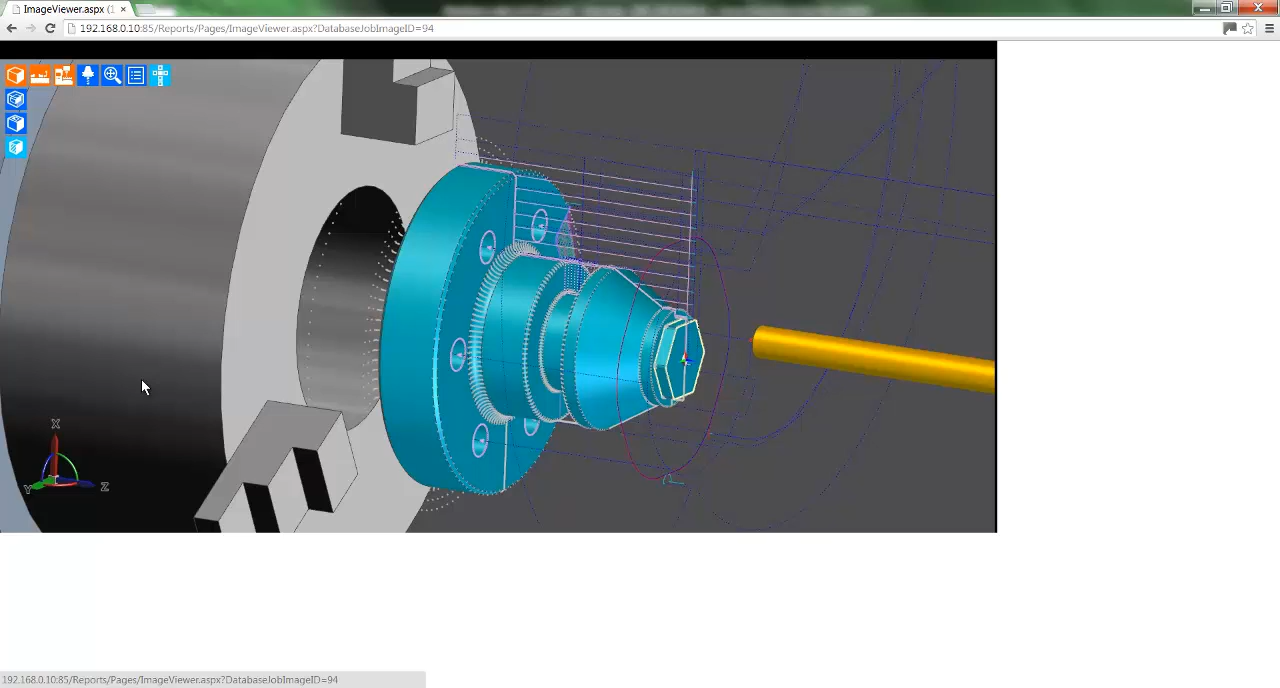 ImageViewer.aspx (1
192.168.0.10:85/Reports/Pages/ImageViewer.aspx?DatabaseJobImageID=94
X
Y
Z
192.168.0.10:85/Reports/Pages/ImageViewer.aspx?DatabaseJobImageID=94